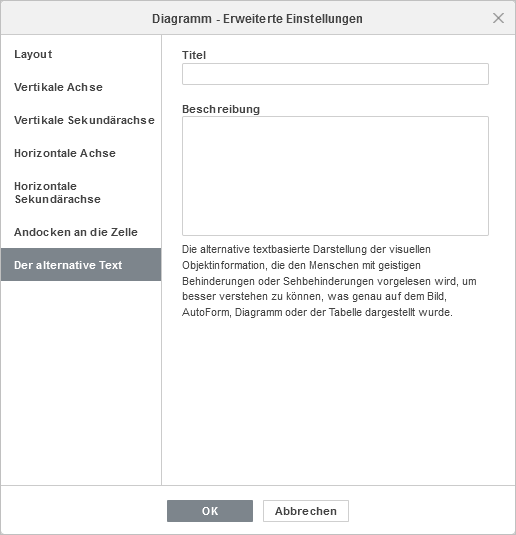 Diagramm - Erweiterte Einstellungen
Layout
Vertikale Achse
Vertikale Sekundärachse
Horizontale Achse
Horizontale
Sekundärachse
Andocken an die Zelle
Der alternative Text
Titel
Beschreibung
Die alternative textbasierte Darstellung der visuellen
Objektinformation, die den Menschen mit geistigen
Behinderungen oder Sehbehinderungen vorgelesen wird, um
besser verstehen zu können, was genau auf dem Bild,
AutoForm, Diagramm oder der Tabelle dargestellt wurde.
OK
Abbrechen